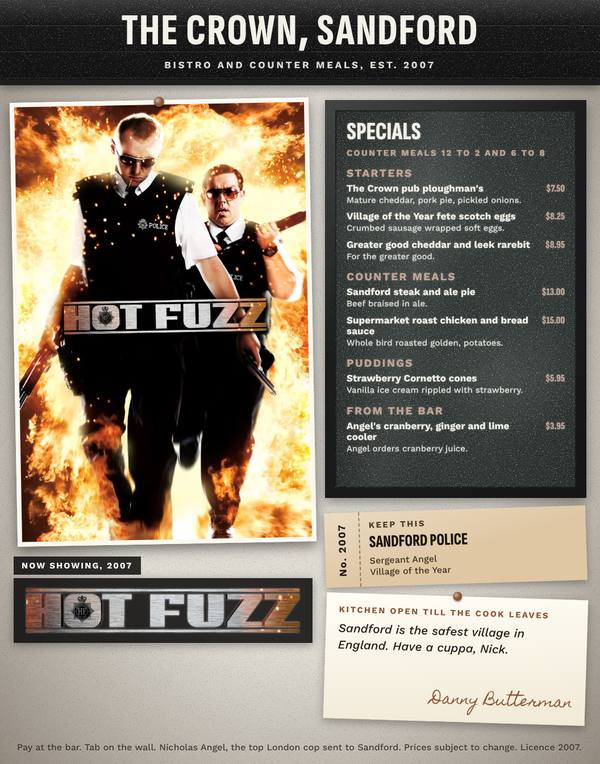 THE CROWN, SANDFORD
BISTRO AND COUNTER MEALS, EST. 2007
POLICE
POLICE
HOT FUZZ
NOW SHOWING, 2007
HOT FUZZ
SPECIALS
COUNTER MEALS 12 TO 2 AND 6 TO 8
STARTERS
The Crown pub ploughman's $7.50
Mature cheddar, pork pie, pickled onions.
Village of the Year fete scotch eggs $8.25
Crumbed sausage wrapped soft eggs.
Greater good cheddar and leek rarebit $8.95
For the greater good.
COUNTER MEALS
Sandford steak and ale pie $13.00
Beef braised in ale.
Supermarket roast chicken and bread $15.00
sauce
Whole bird roasted golden, potatoes.
PUDDINGS
Strawberry Cornetto cones $5.95
Vanilla ice cream rippled with strawberry.
FROM THE BAR
Angel's cranberry, ginger and lime $3.95
cooler
Angel orders cranberry juice.
No. 2007
KEEP THIS
SANDFORD POLICE
Sergeant Angel
Village of the Year
KITCHEN OPEN TILL THE COOK LEAVES
Sandford is the safest village in
England. Have a cuppa, Nick.
Danny Butterman
Pay at the bar. Tab on the wall. Nicholas Angel, the top London cop sent to Sandford. Prices subject to change. Licence 2007.